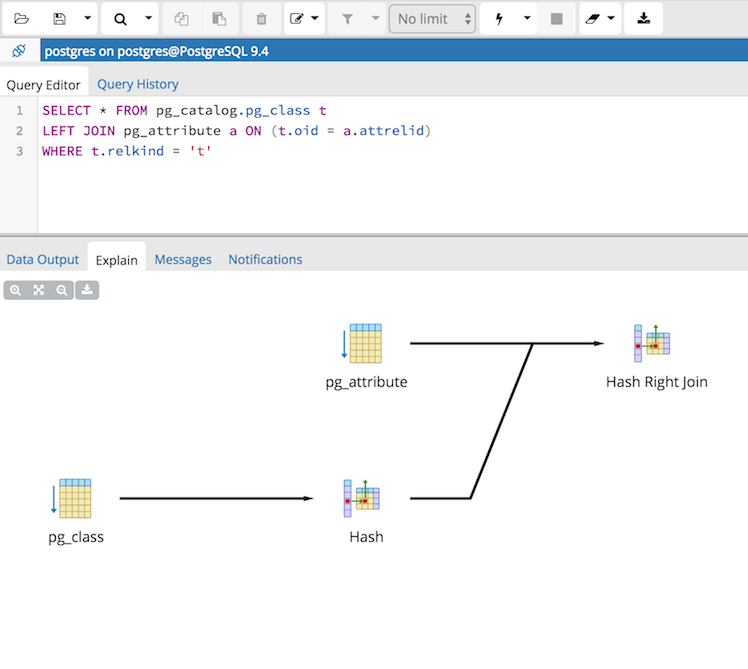 No limit
postgres on postgres@PostgreSQL 9.4
Query Editor Query History
1 SELECT * FROM pg_catalog.pg_class t
2 LEFT JOIN pg_attribute a ON (t.oid = a.attrelid)
3 WHERE t.relkind = 't'
Data Output Explain Messages Notifications
pg_attribute
Hash Right Join
pg_class
Hash